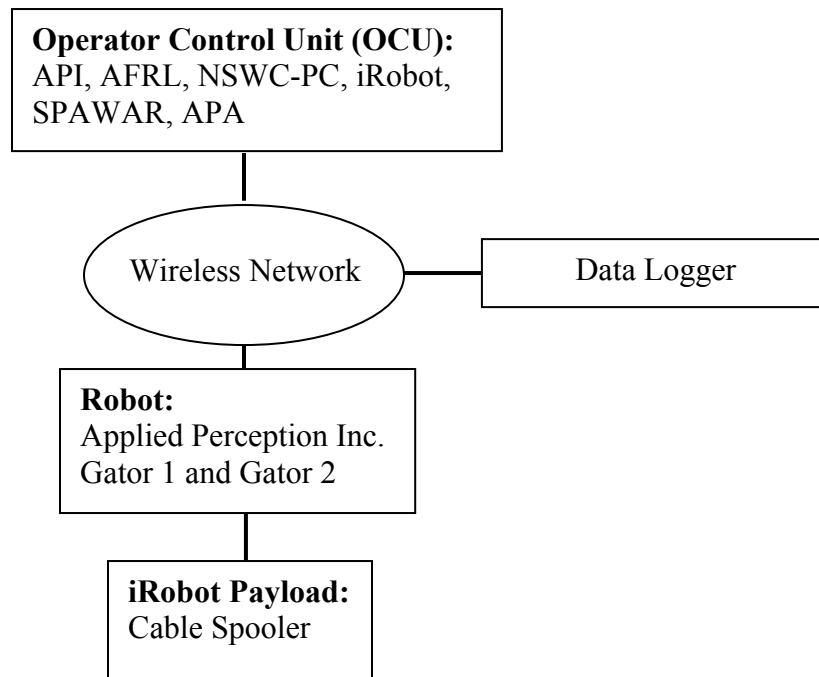 Operator Control Unit (OCU):
API, AFRL, NSWC-PC, iRobot,
SPAWAR, APA
Wireless Network
Data Logger
Robot:
Applied Perception Inc.
Gator 1 and Gator 2
iRobot Payload:
Cable Spooler